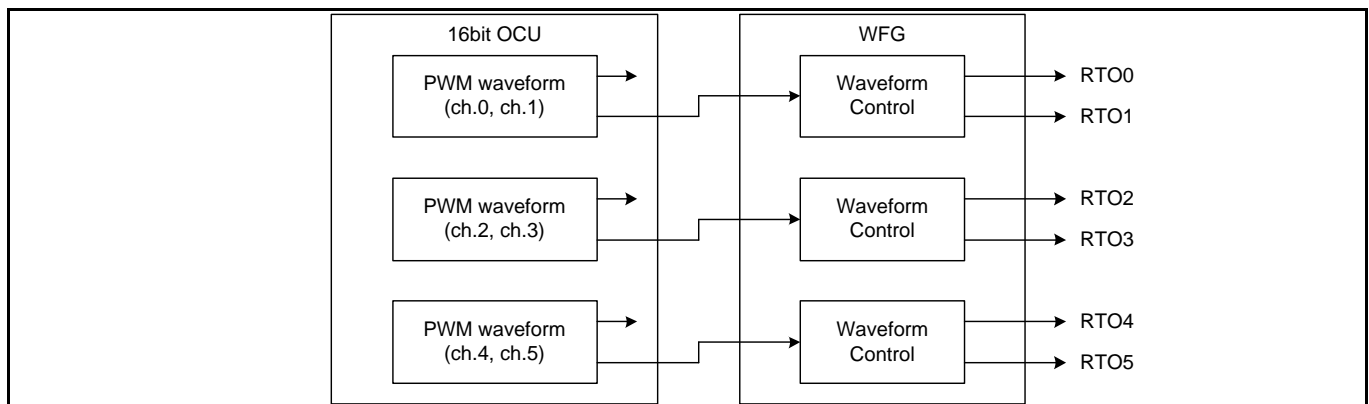 16bit OCU
WFG
PWM waveform
(ch.0, ch.1)
Waveform
Control
RTO0
RTO1
PWM waveform
(ch.2, ch.3)
Waveform
Control
RTO2
RTO3
PWM waveform
(ch.4, ch.5)
Waveform
Control
RTO4
RTO5